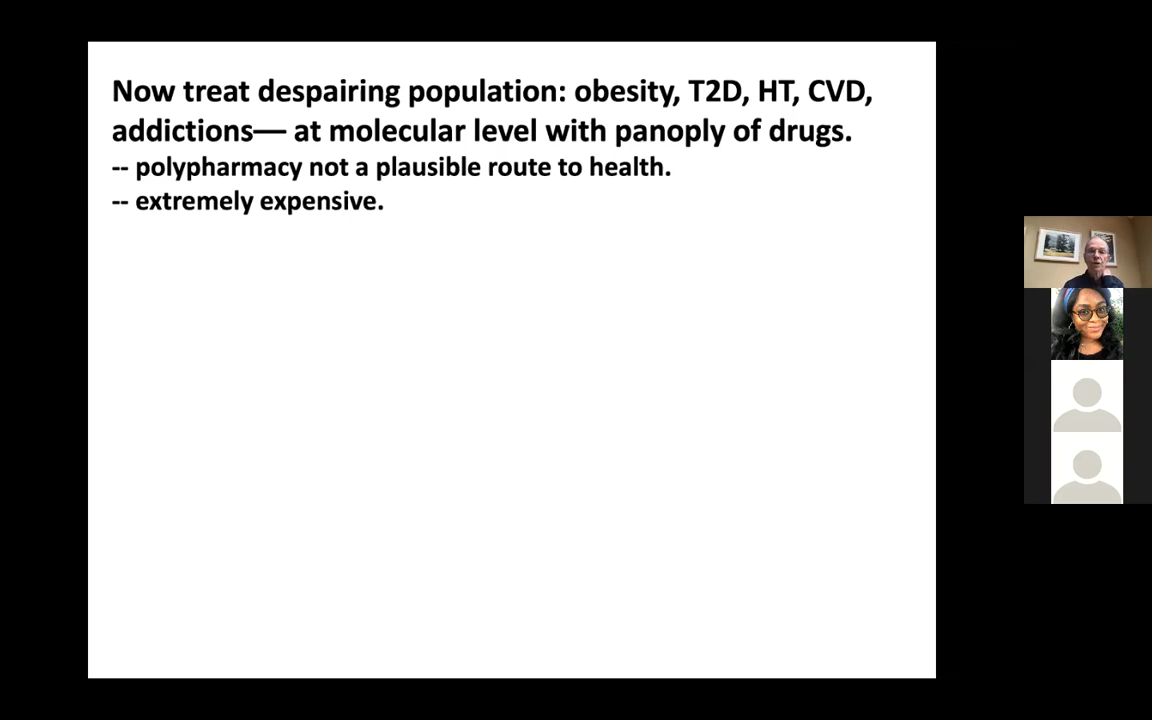 Now treat despairing population: obesity, T2D, HT, CVD,
addictions— at molecular level with panoply of drugs.
-- polypharmacy not a plausible route to health.
-- extremely expensive.